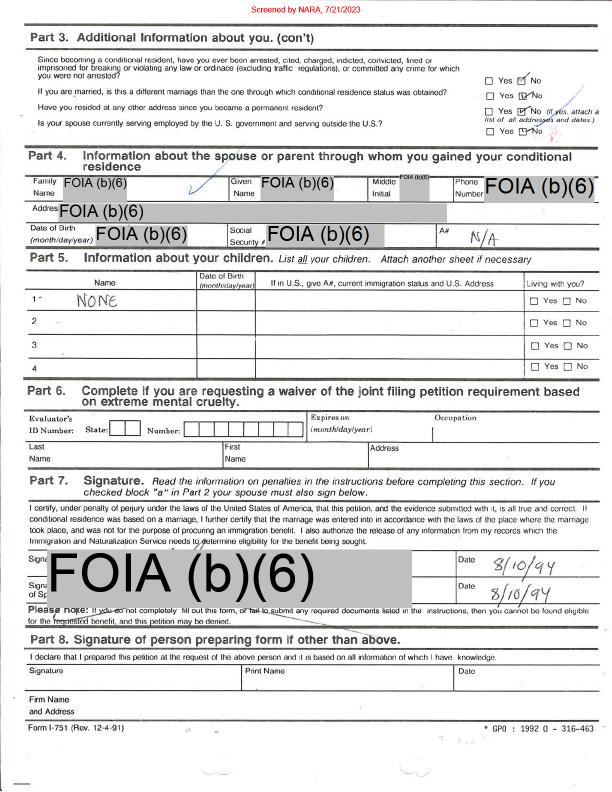 Screened by NARA, 7/21/2023
Part 3. Additional Information about you. (con't)
Since becoming a conditional resident, have you ever been arrested, cited, charged, indicted, convicted, fined or
imprisoned for breaking or violating any law or ordinace (excluding traffic regulations), or committed any crime for which
you were not arrested?
Yes No
If you are married, is this a different marriage than the one through which conditional residence status was obtained?
Yes No
Have you resided at any other address since you became a permanent resident?
Yes No (If yes, attach a
list of all addresses and dates.)
Is your spouse currently serving employed by the U. S. government and serving outside the U.S.?
Yes No
Part 4. Information about the spouse or parent through whom you gained your conditional
residence
Family Name FOIA (b)(6) Given Name FOIA (b)(6) Middle Initial FOIA (b)(6) Phone Number FOIA (b)(6)
Addres FOIA (b)(6)
Date of Birth (month/day/year) FOIA (b)(6) Social Security # FOIA (b)(6) A# N/A
Part 5. Information about your children. List all your children. Attach another sheet if necessary
Name Date of Birth (month/day/year) If in U.S., give A#, current immigration status and U.S. Address Living with you?
1 NONE Yes No
2 Yes No
3 Yes No
4 Yes No
Part 6. Complete if you are requesting a waiver of the joint filing petition requirement based
on extreme mental cruelty.
Evaluator's ID Number: State: Number: Expires on (month/day/year) Occupation
Last Name First Name Address
Part 7. Signature. Read the information on penalties in the instructions before completing this section. If you
checked block "a" in Part 2 your spouse must also sign below.
I certify, under penalty of perjury under the laws of the United States of America, that this petition, and the evidence submitted with it, is all true and correct. If
conditional residence was based on a marriage, I further certify that the marriage was entered into in accordance with the laws of the place where the marriage
took place, and was not for the purpose of procuring an immigration benefit. I also authorize the release of any information from my records which the
Immigration and Naturalization Service needs to determine eligibility for the benefit being sought.
Signa FOIA (b)(6) Date 8/10/94
Signa of Sp Date 8/10/94
Please note: If you do not completely fill out this form, or fail to submit any required documents listed in the instructions, then you cannot be found eligible
for the requested benefit, and this petition may be denied.
Part 8. Signature of person preparing form if other than above.
I declare that I prepared this petition at the request of the above person and it is based on all information of which I have knowledge.
Signature Print Name Date
Firm Name
and Address
Form I-751 (Rev. 12-4-91) * GPO : 1992 O - 316-463